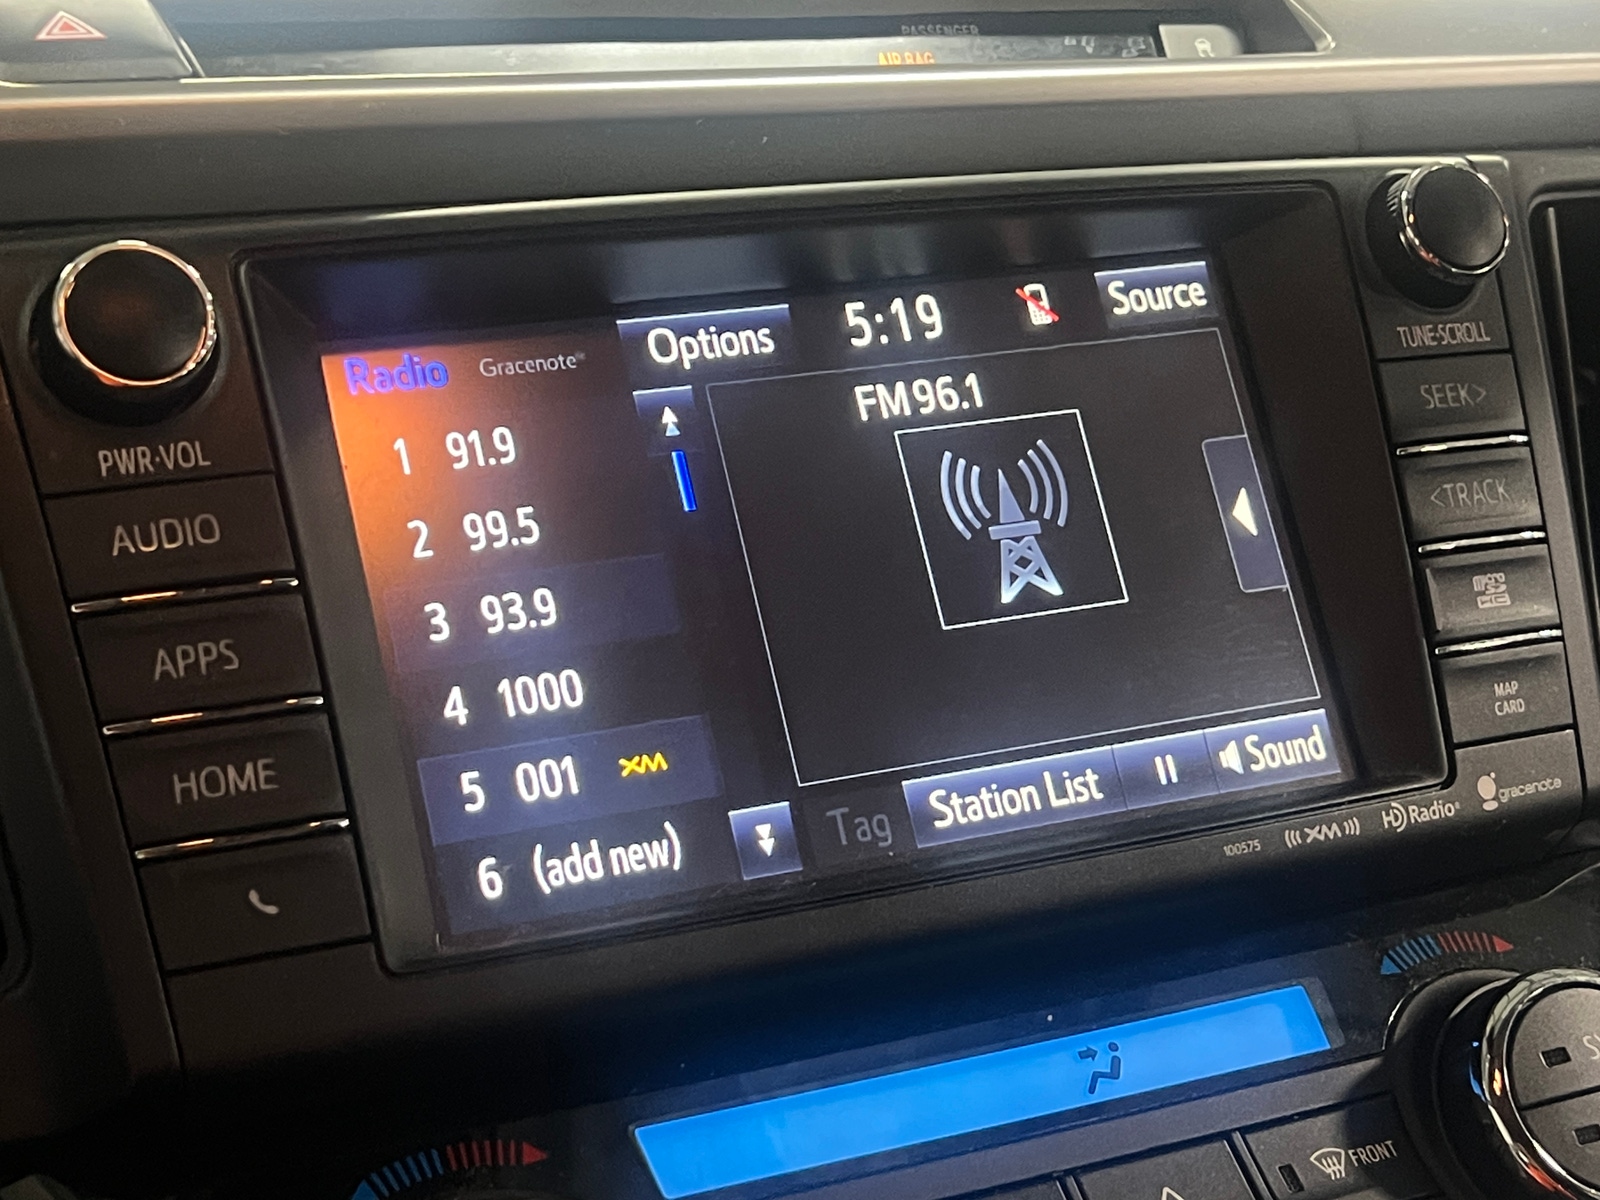 PASSENGER
AIR BAG
PWR·VOL
AUDIO
APPS
HOME
Radio
Gracenote®
Options
5:19
Source
1 91.9
2 99.5
3 93.9
4 1000
5 001 XM
6 (add new)
FM 96.1
Tag
Station List
Sound
TUNE·SCROLL
SEEK>
<TRACK
micro
SD
HC
MAP
CARD
100575
((( XM )))
HD Radio®
gracenote
FRONT